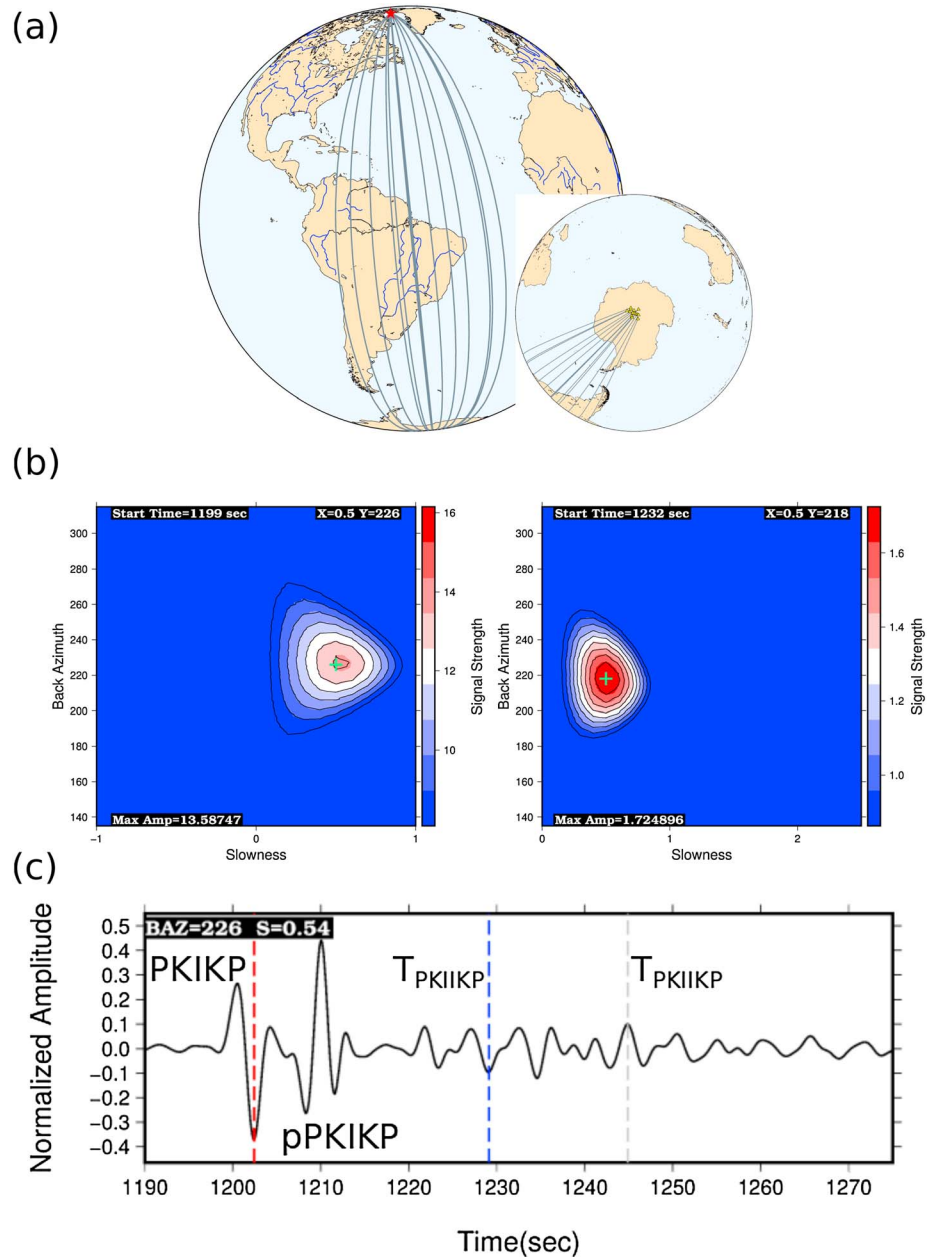 (a)
(b)
Start Time=1199 sec X=0.5 Y=226
300
280
260
240
220
200
180
160
140
Back Azimuth
Max Amp=13.58747
−1 0 1
Slowness
16
14
12
10
Signal Strength
Start Time=1232 sec X=0.5 Y=218
300
280
260
240
220
200
180
160
140
Back Azimuth
Max Amp=1.724896
0 1 2
Slowness
1.6
1.4
1.2
1.0
Signal Strength
(c)
BAZ=226 S=0.54
PKIKP
TPKIIKP
TPKIIKP
pPKIKP
0.5
0.4
0.3
0.2
0.1
0.0
−0.1
−0.2
−0.3
−0.4
Normalized Amplitude
1190 1200 1210 1220 1230 1240 1250 1260 1270
Time(sec)